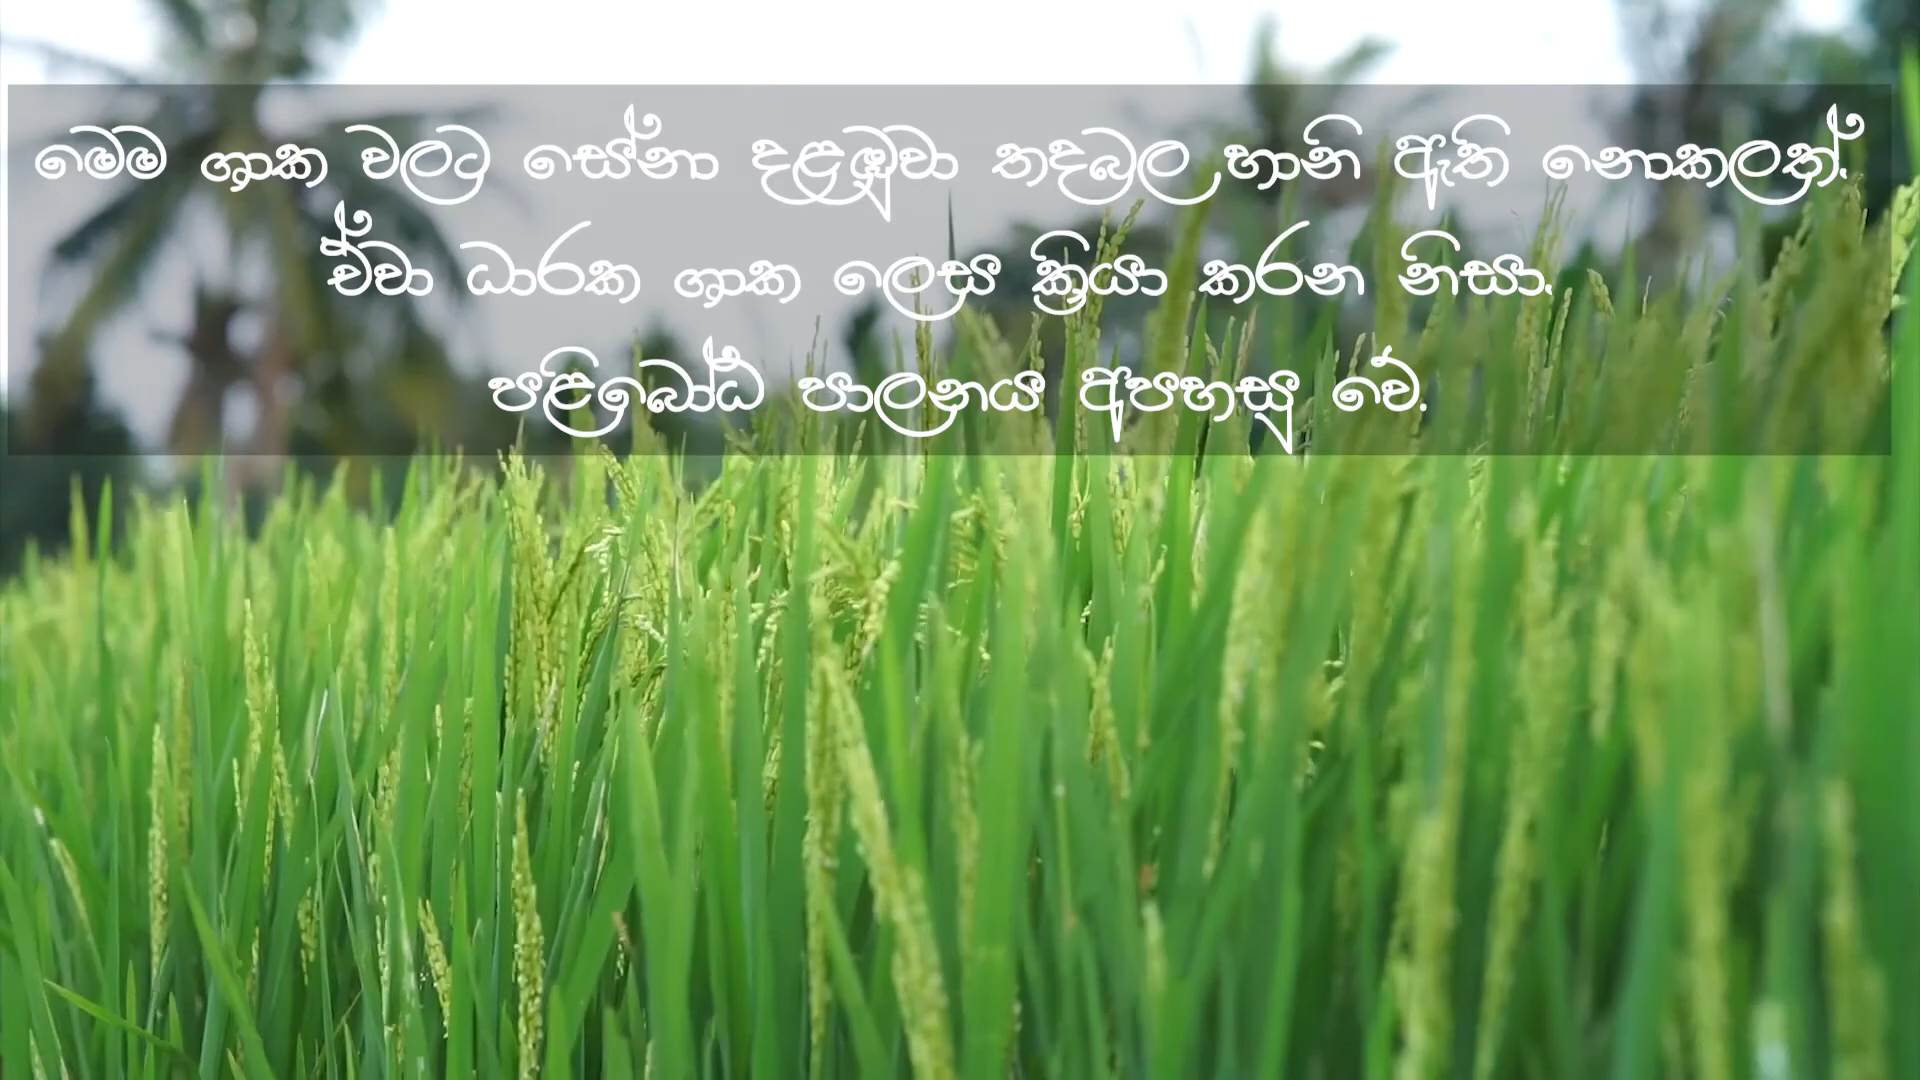 මෙම ශාක වලට සේනා දළඹුවා තදබල හානි ඇති නොකලත්,
ඒවා ධාරක ශාක ලෙස ක්‍රියා කරන නිසා,
පළිබෝධ පාලනය අපහසු වේ.